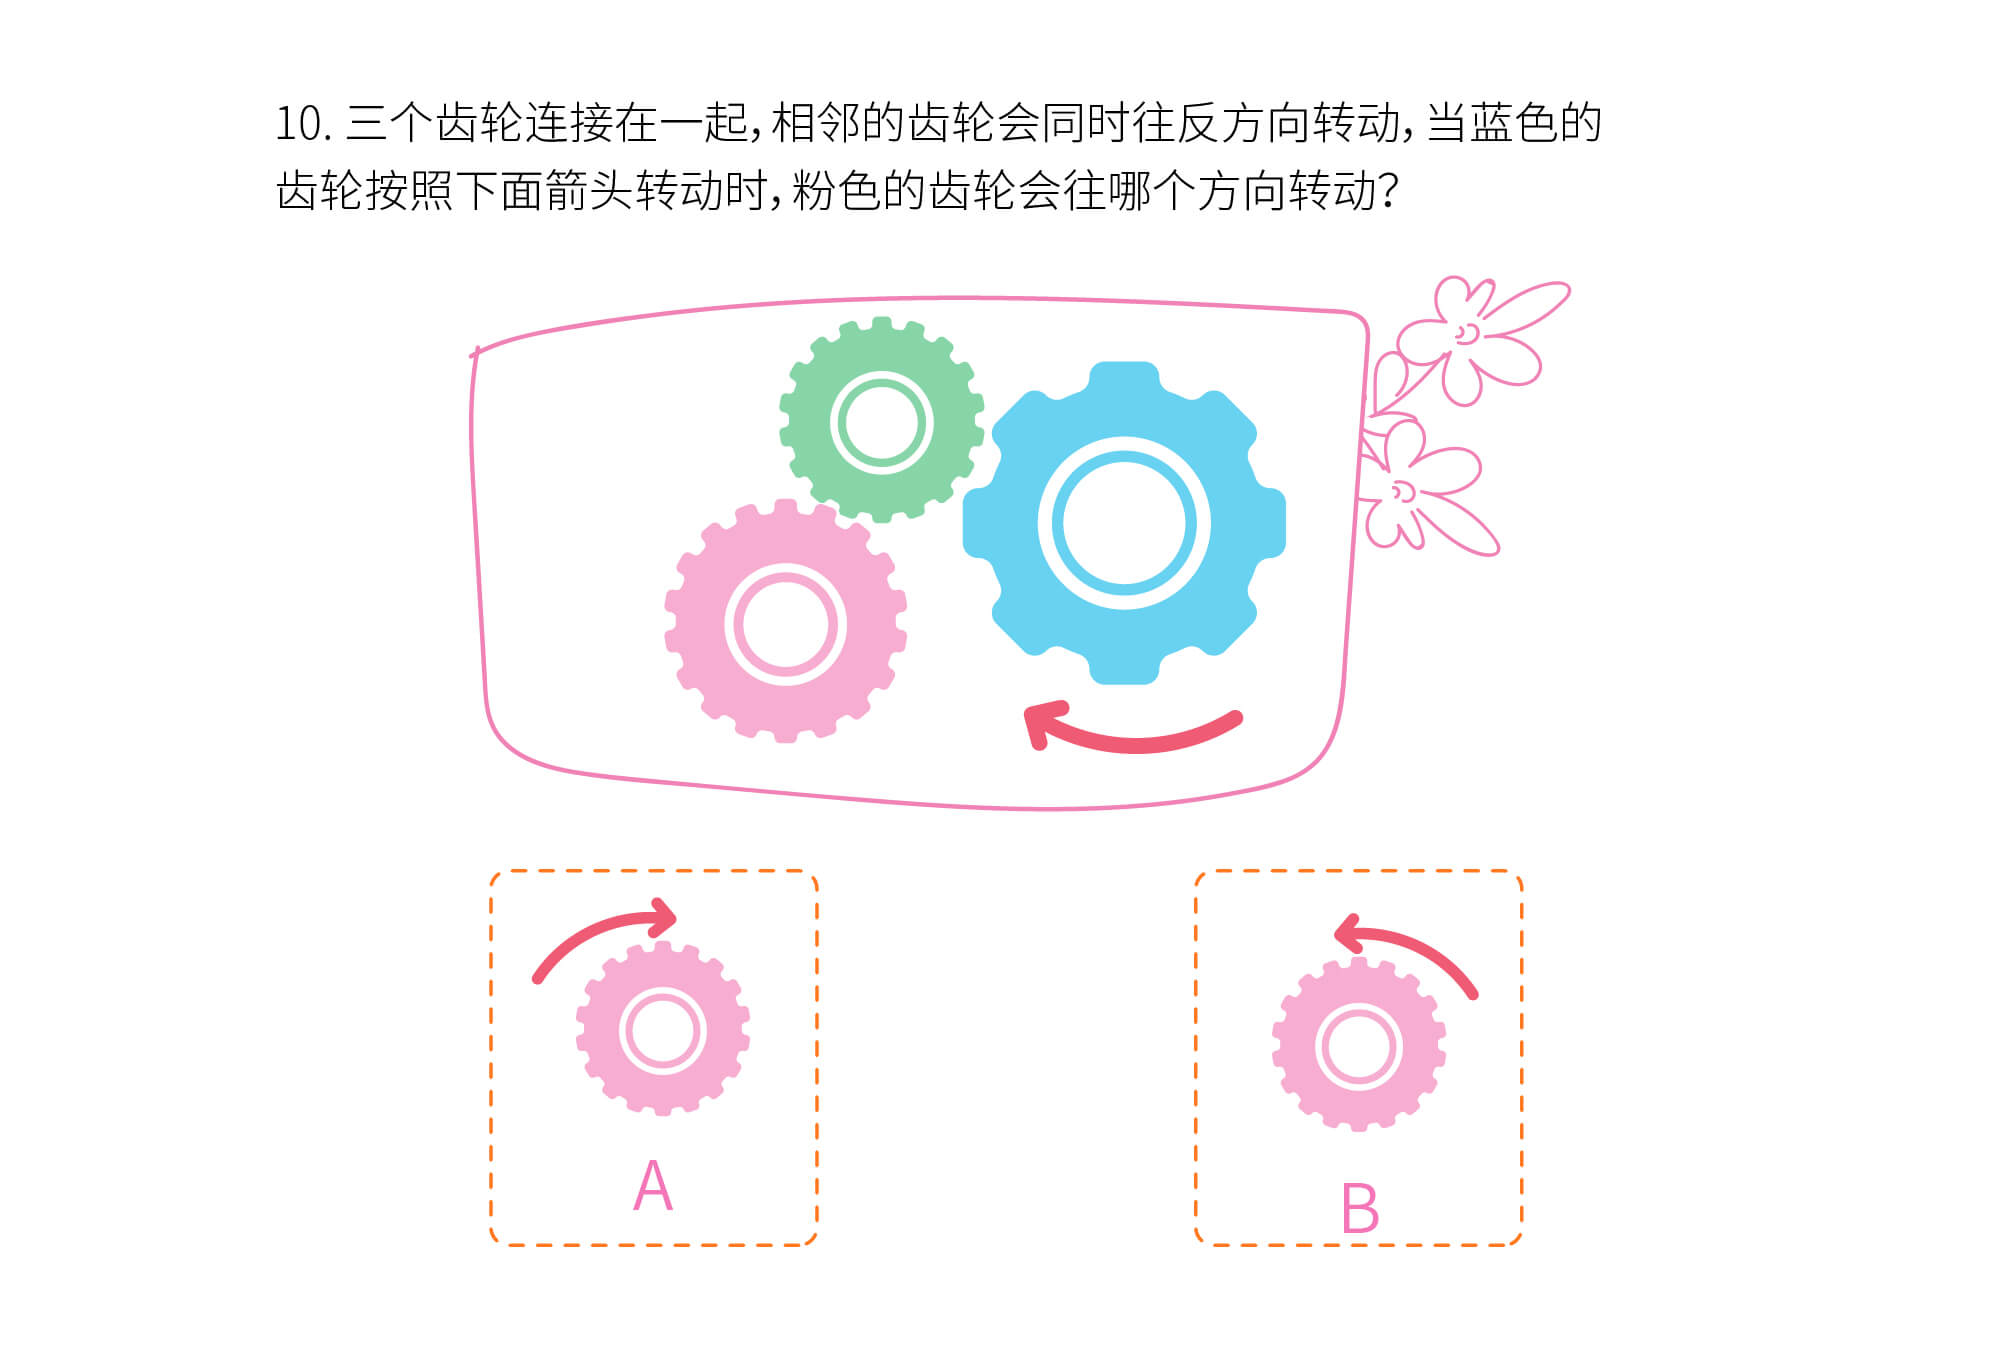 10. 三个齿轮连接在一起，相邻的齿轮会同时往反方向转动，当蓝色的
齿轮按照下面箭头转动时，粉色的齿轮会往哪个方向转动？
A
B